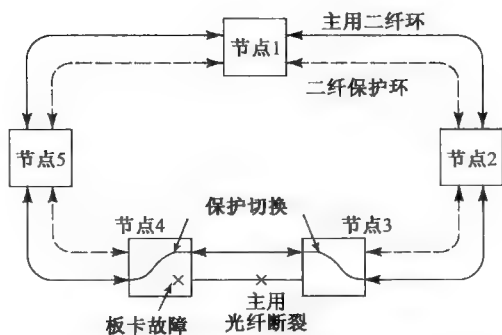 主用二纤环
节点1
二纤保护环
节点5
节点2
保护切换
节点4
节点3
主用
板卡故障
光纤断裂